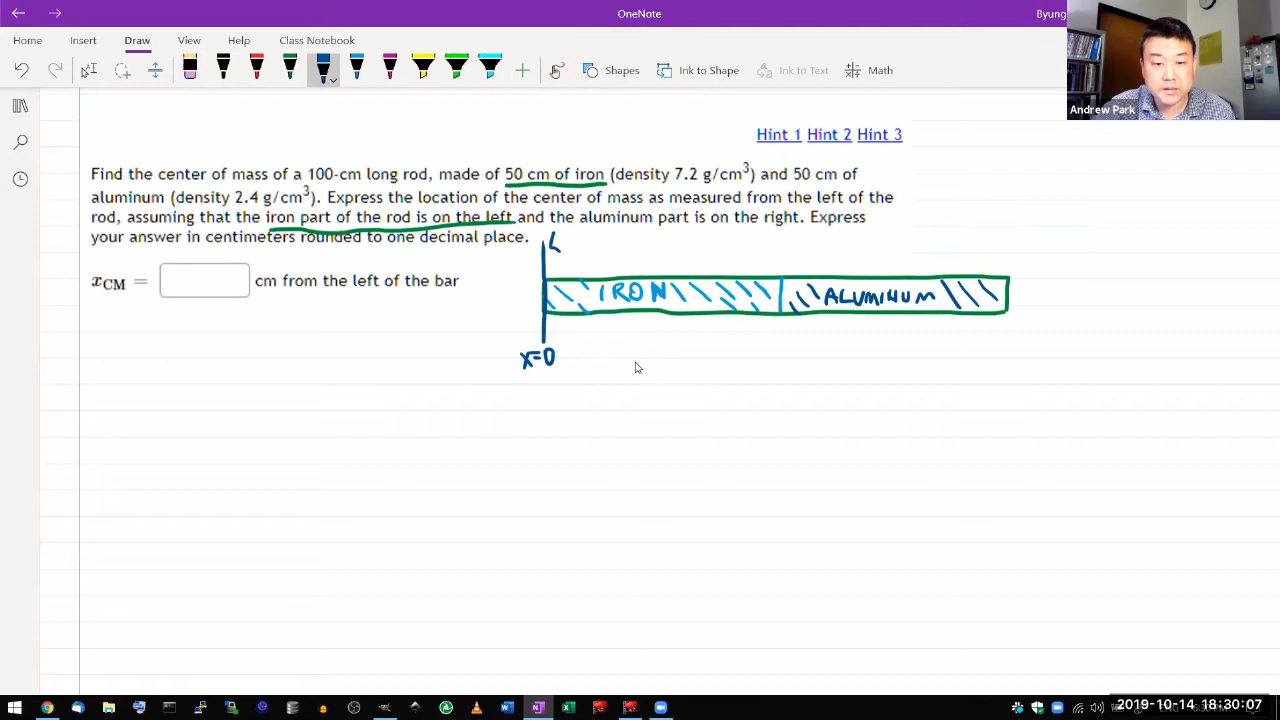 OneNote
Byung
Home Insert Draw View Help Class Notebook
Shapes Ink to Shape Ink to Text Math
Andrew Park
Hint 1 Hint 2 Hint 3
Find the center of mass of a 100-cm long rod, made of 50 cm of iron (density 7.2 g/cm³) and 50 cm of
aluminum (density 2.4 g/cm³). Express the location of the center of mass as measured from the left of the
rod, assuming that the iron part of the rod is on the left and the aluminum part is on the right. Express
your answer in centimeters rounded to one decimal place.
xCM = cm from the left of the bar
IRON ALUMINUM
x=0
2019-10-14 18:30:07